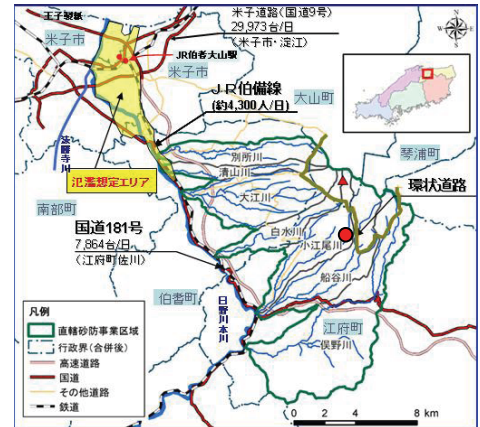 王子製紙
米子道路(国道9号)
29,973台/日
(米子市・淀江)
米子市
JR伯耆大山駅
米子市
JR伯備線
(約4,300人/日)
大山町
琴浦町
法勝寺川
氾濫想定エリア
別所川
清山川
環状道路
大江川
南部町
国道181号
7,864台/日
(江府町佐川)
白水川
小江尾川
船谷川
伯耆町
日野川本川
江府町
俣野川
凡例
直轄砂防事業区域
行政界(合併後)
高速道路
国道
その他道路
鉄道
0 2 4 8 km